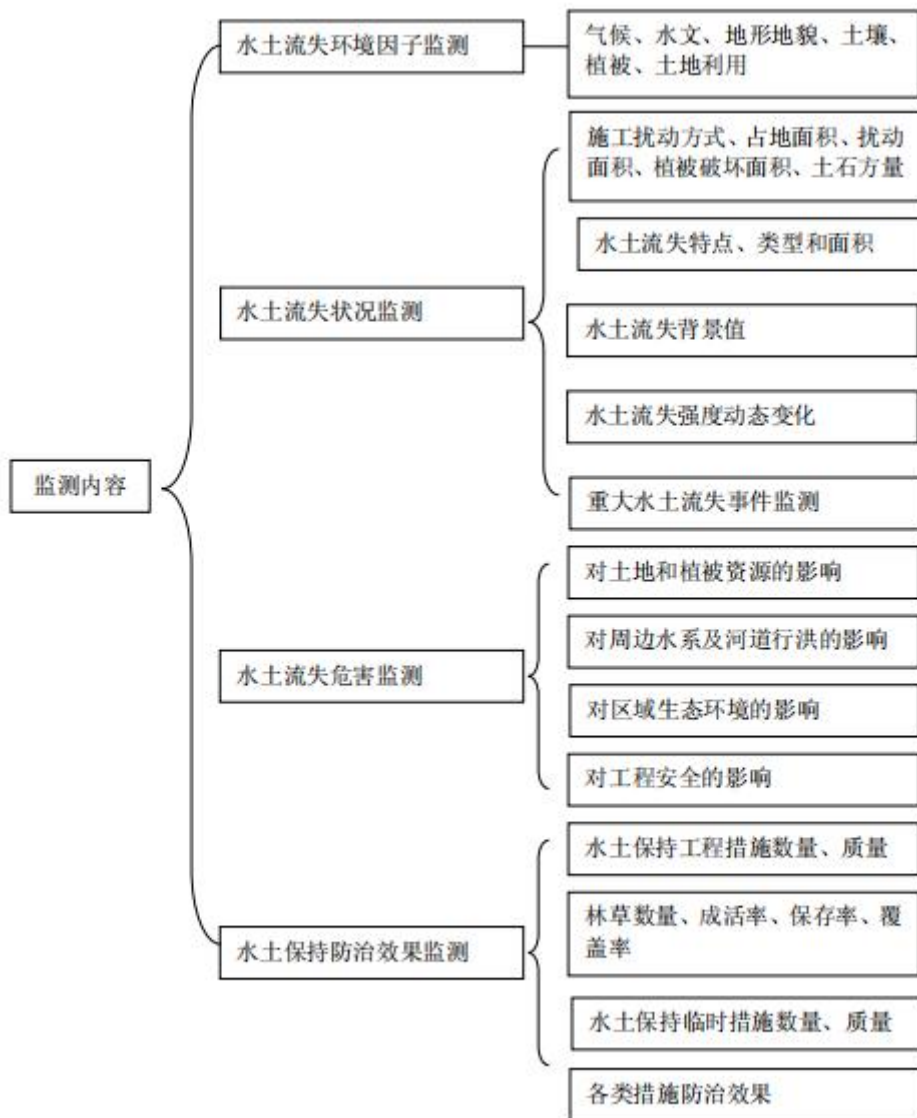 水土流失环境因子监测
气候、水文、地形地貌、土壤、
植被、土地利用
施工扰动方式、占地面积、扰动
面积、植被破坏面积、土石方量
水土流失特点、类型和面积
水土流失状况监测
水土流失背景值
水土流失强度动态变化
监测内容
重大水土流失事件监测
对土地和植被资源的影响
对周边水系及河道行洪的影响
水土流失危害监测
对区域生态环境的影响
对工程安全的影响
水土保持工程措施数量、质量
林草数量、成活率、保存率、覆
盖率
水土保持防治效果监测
水土保持临时措施数量、质量
各类措施防治效果